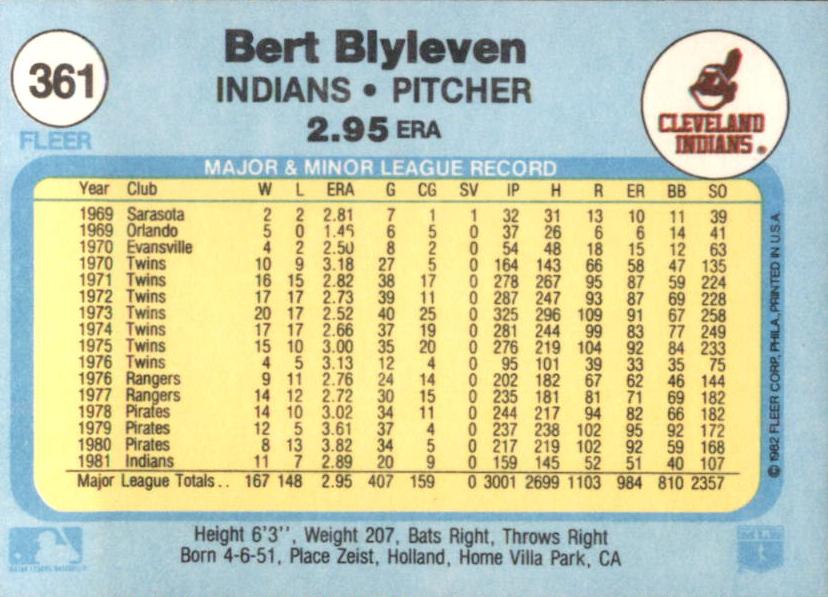 361
FLEER
Bert Blyleven
INDIANS • PITCHER
2.95 ERA
CLEVELAND
INDIANS
MAJOR & MINOR LEAGUE RECORD
Year Club W L ERA G CG SV IP H R ER BB SO
1969 Sarasota 2 2 2.81 7 1 1 32 31 13 10 11 39
1969 Orlando 5 0 1.45 6 5 0 37 26 6 6 14 41
1970 Evansville 4 2 2.50 8 2 0 54 48 18 15 12 63
1970 Twins 10 9 3.18 27 5 0 164 143 66 58 47 135
1971 Twins 16 15 2.82 38 17 0 278 267 95 87 59 224
1972 Twins 17 17 2.73 39 11 0 287 247 93 87 69 228
1973 Twins 20 17 2.52 40 25 0 325 296 109 91 67 258
1974 Twins 17 17 2.66 37 19 0 281 244 99 83 77 249
1975 Twins 15 10 3.00 35 20 0 276 219 104 92 84 233
1976 Twins 4 5 3.13 12 4 0 95 101 39 33 35 75
1976 Rangers 9 11 2.76 24 14 0 202 182 67 62 46 144
1977 Rangers 14 12 2.72 30 15 0 235 181 81 71 69 182
1978 Pirates 14 10 3.02 34 11 0 244 217 94 82 66 182
1979 Pirates 12 5 3.61 37 4 0 237 238 102 95 92 172
1980 Pirates 8 13 3.82 34 5 0 217 219 102 92 59 168
1981 Indians 11 7 2.89 20 9 0 159 145 52 51 40 107
Major League Totals.. 167 148 2.95 407 159 0 3001 2699 1103 984 810 2357
© 1982 FLEER CORP., PHILA., PRINTED IN U.S.A.
Height 6'3'', Weight 207, Bats Right, Throws Right
Born 4-6-51, Place Zeist, Holland, Home Villa Park, CA